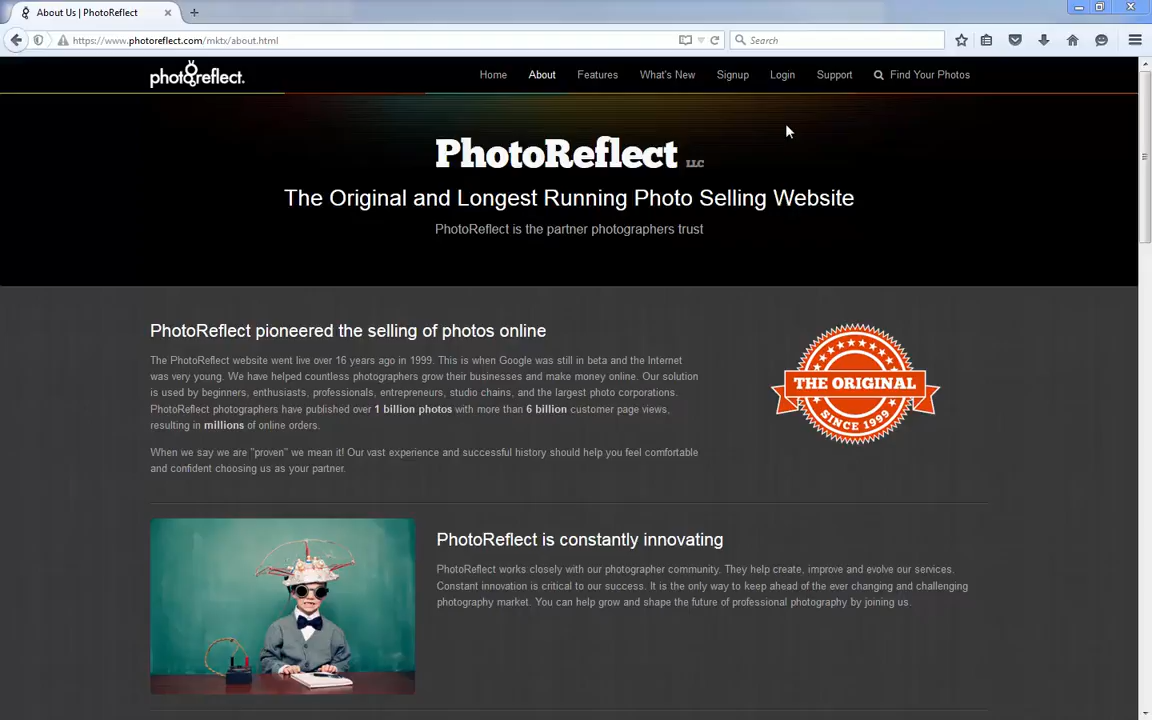 About Us | PhotoReflect
https://www.photoreflect.com/mktx/about.html
Search
photoreflect.
Home About Features What's New Signup Login Support Find Your Photos
PhotoReflect LLC
The Original and Longest Running Photo Selling Website
PhotoReflect is the partner photographers trust
PhotoReflect pioneered the selling of photos online
The PhotoReflect website went live over 16 years ago in 1999. This is when Google was still in beta and the Internet
was very young. We have helped countless photographers grow their businesses and make money online. Our solution
is used by beginners, enthusiasts, professionals, entrepreneurs, studio chains, and the largest photo corporations.
PhotoReflect photographers have published over 1 billion photos with more than 6 billion customer page views,
resulting in millions of online orders.
When we say we are "proven" we mean it! Our vast experience and successful history should help you feel comfortable
and confident choosing us as your partner.
THE ORIGINAL
SINCE 1999
PhotoReflect is constantly innovating
PhotoReflect works closely with our photographer community. They help create, improve and evolve our services.
Constant innovation is critical to our success. It is the only way to keep ahead of the ever changing and challenging
photography market. You can help grow and shape the future of professional photography by joining us.